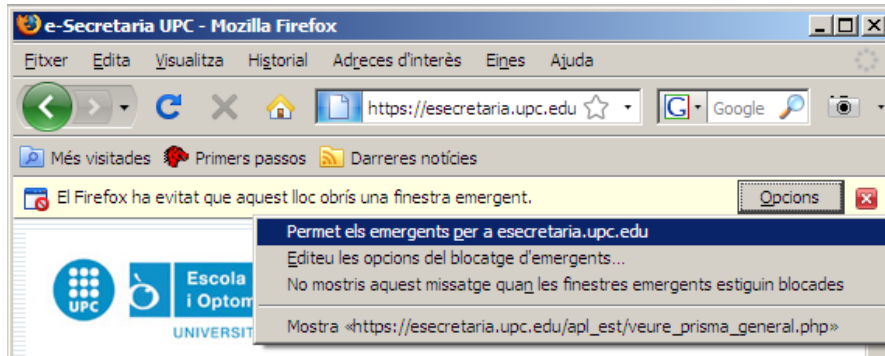 e-Secretaria UPC - Mozilla Firefox
Fitxer Edita Visualitza Historial Adreces d'interès Eines Ajuda
https://esecretaria.upc.edu G Google
Més visitades Primers passos Darreres notícies
El Firefox ha evitat que aquest lloc obrís una finestra emergent. Opcions
Permet els emergents per a esecretaria.upc.edu
Editeu les opcions del blocatge d'emergents...
No mostris aquest missatge quan les finestres emergents estiguin blocades
Mostra «https://esecretaria.upc.edu/apl_est/veure_prisma_general.php»
UPC
Escola
i Optom
UNIVERSIT